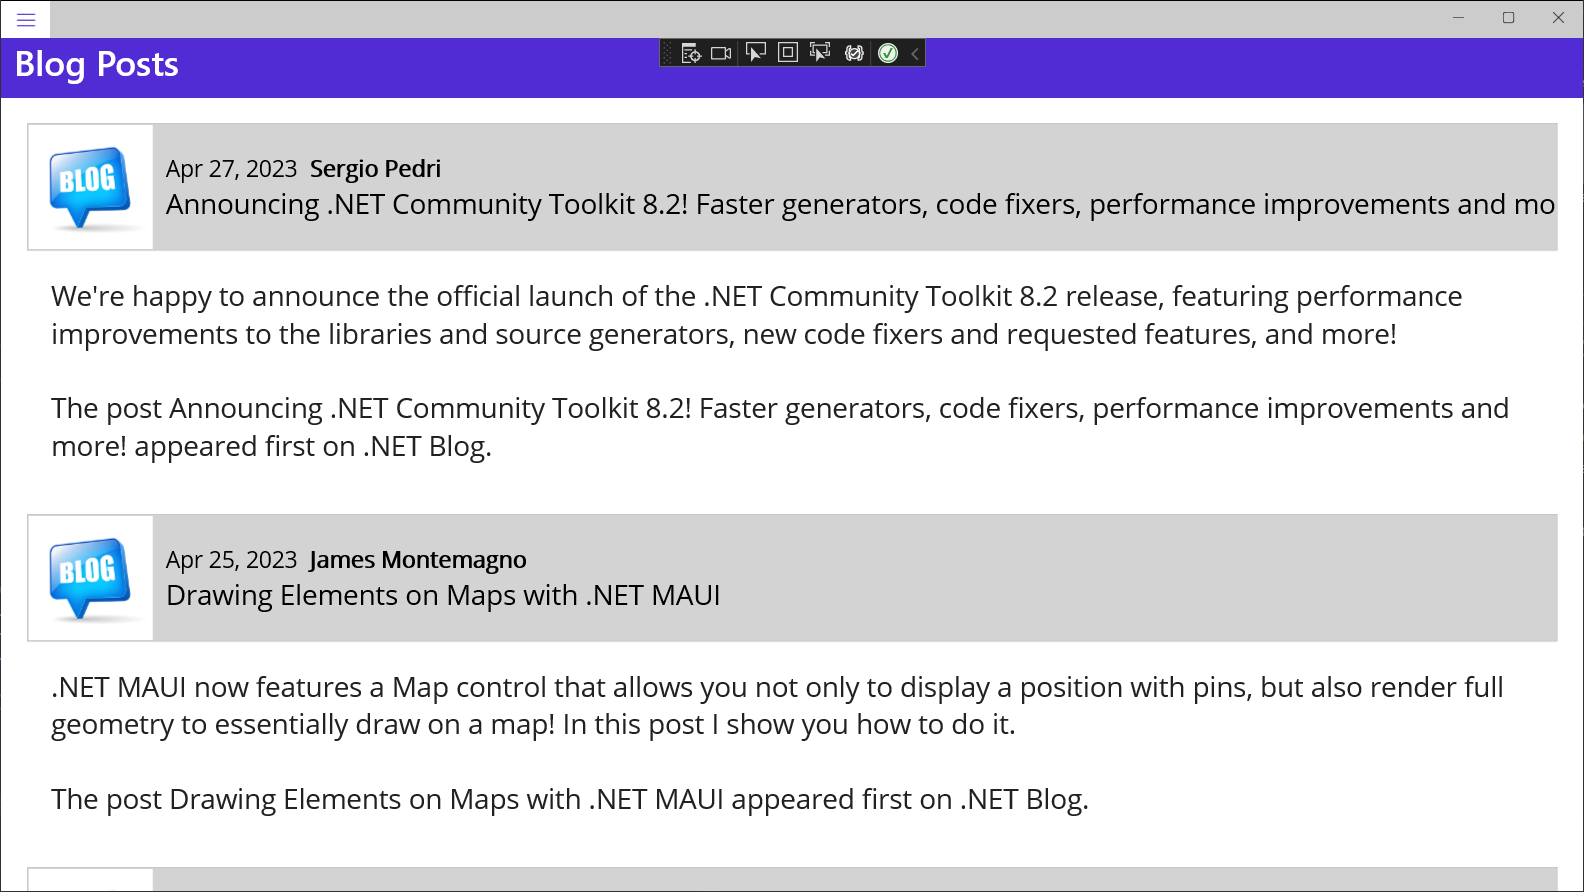 Blog Posts
BLOG
Apr 27, 2023 Sergio Pedri
Announcing .NET Community Toolkit 8.2! Faster generators, code fixers, performance improvements and mo
We're happy to announce the official launch of the .NET Community Toolkit 8.2 release, featuring performance
improvements to the libraries and source generators, new code fixers and requested features, and more!
The post Announcing .NET Community Toolkit 8.2! Faster generators, code fixers, performance improvements and
more! appeared first on .NET Blog.
BLOG
Apr 25, 2023 James Montemagno
Drawing Elements on Maps with .NET MAUI
.NET MAUI now features a Map control that allows you not only to display a position with pins, but also render full
geometry to essentially draw on a map! In this post I show you how to do it.
The post Drawing Elements on Maps with .NET MAUI appeared first on .NET Blog.